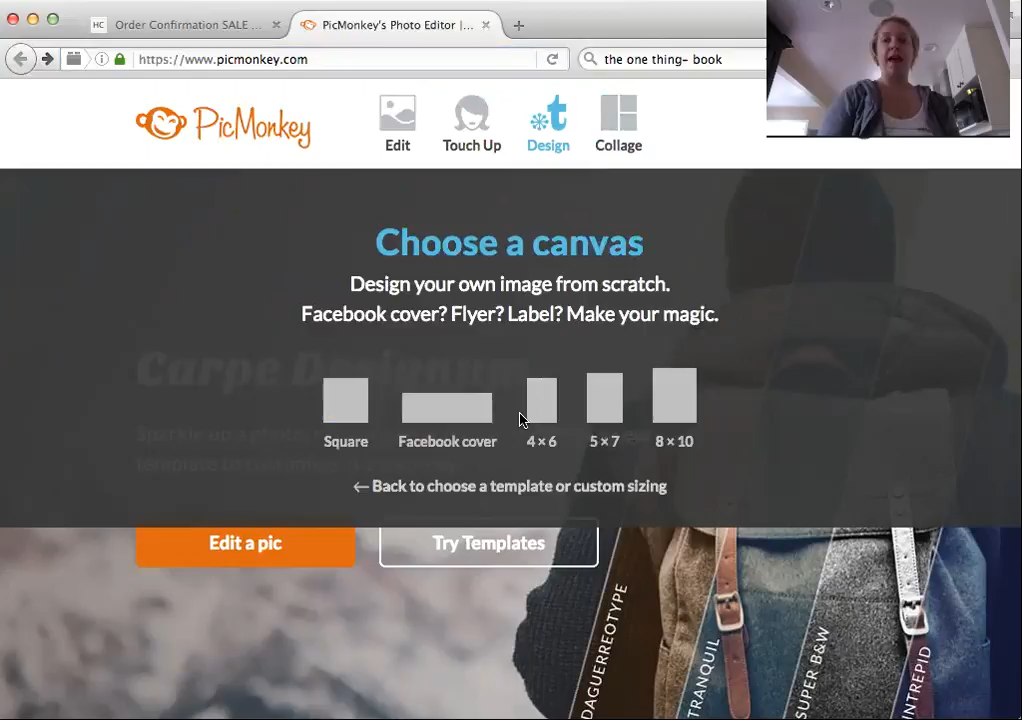 HC Order Confirmation SALE ...
PicMonkey's Photo Editor |...
https://www.picmonkey.com
the one thing- book
PicMonkey
Edit
Touch Up
Design
Collage
Choose a canvas
Design your own image from scratch.
Facebook cover? Flyer? Label? Make your magic.
Carpe Designum
Square
Facebook cover
4 × 6
5 × 7
8 × 10
← Back to choose a template or custom sizing
Edit a pic
Try Templates
DAGUERREOTYPE
TRANQUIL
SUPER B&W
INTREPID